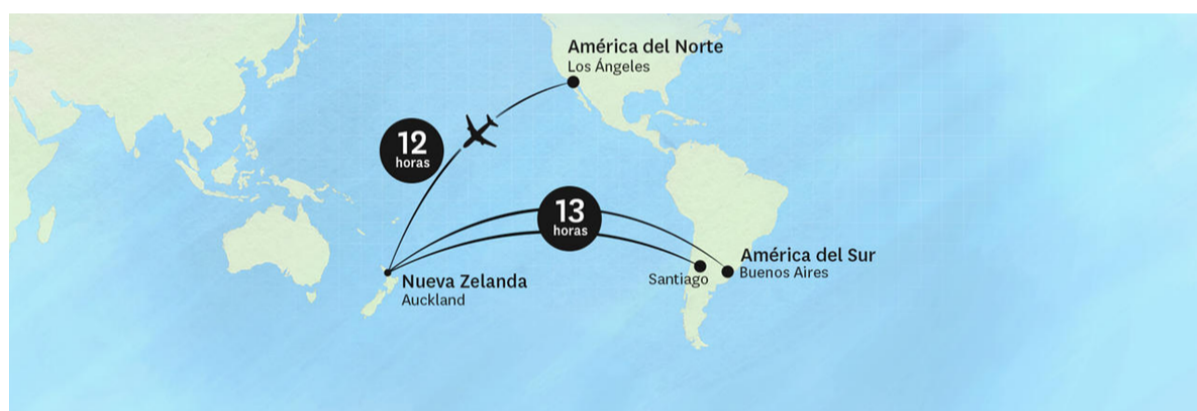 América del Norte
Los Ángeles
12
horas
13
horas
América del Sur
Buenos Aires
Santiago
Nueva Zelanda
Auckland